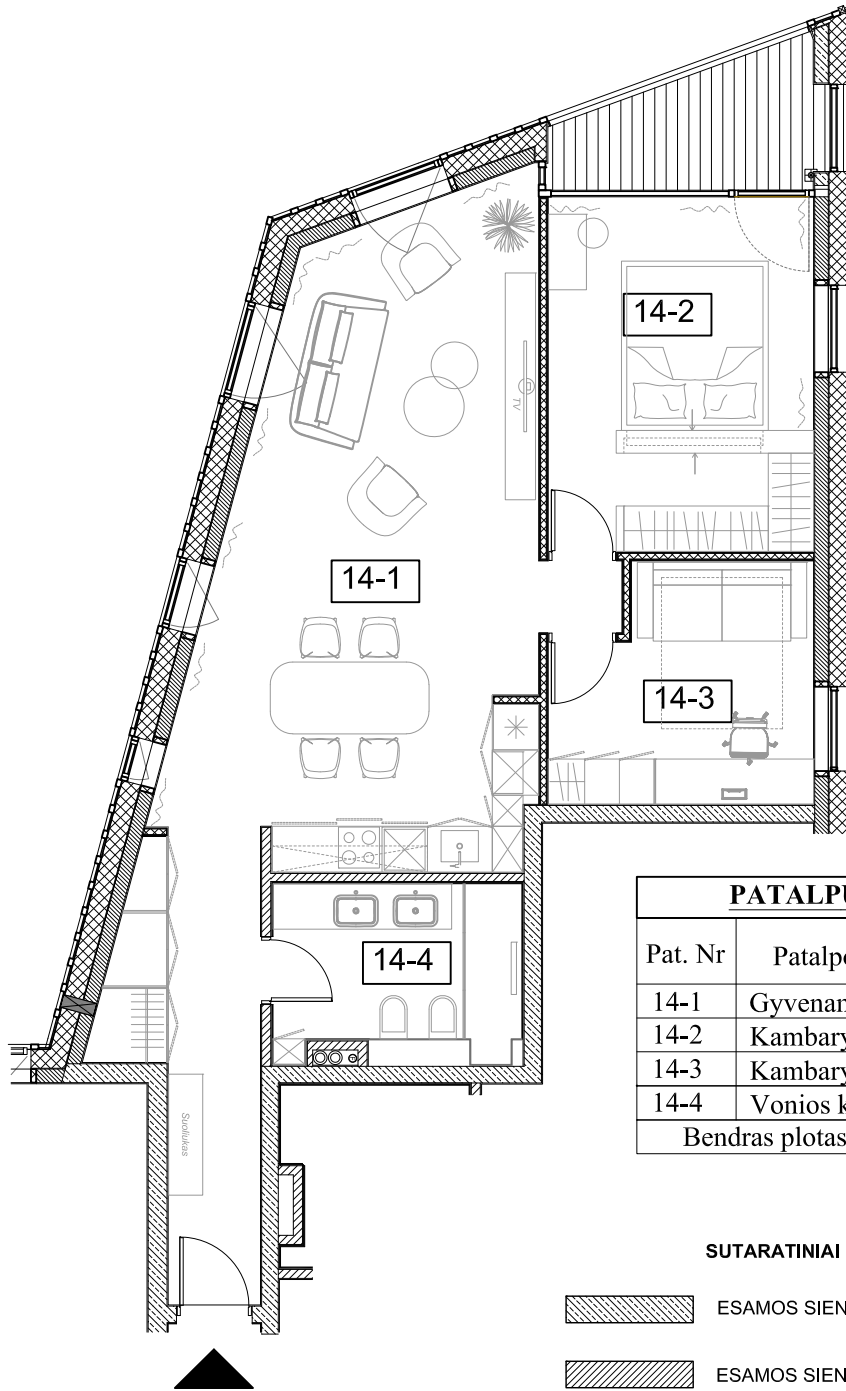 14-2
TV
14-1
14-3
14-4
Suoliukas
PATALPU
Pat. Nr Patalpo
14-1 Gyvenam
14-2 Kambary
14-3 Kambary
14-4 Vonios k
Bendras plotas
SUTARATINIAI
ESAMOS SIEN
ESAMOS SIEN